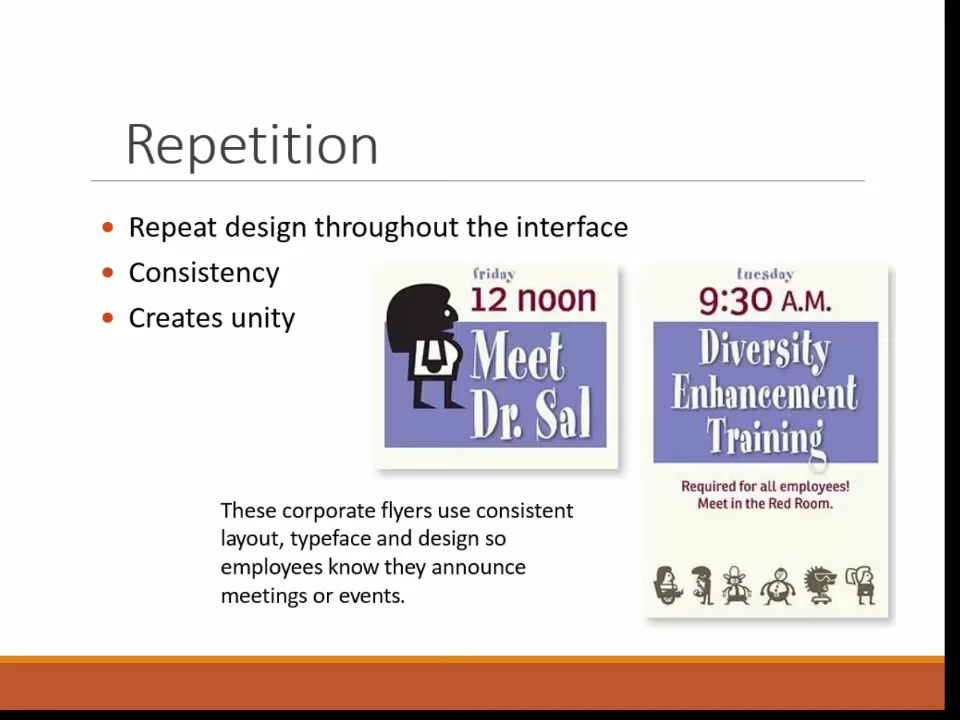 Repetition
• Repeat design throughout the interface
• Consistency
• Creates unity
friday
12 noon
Meet
Dr. Sal
tuesday
9:30 A.M.
Diversity
Enhancement
Training
Required for all employees!
Meet in the Red Room.
These corporate flyers use consistent
layout, typeface and design so
employees know they announce
meetings or events.